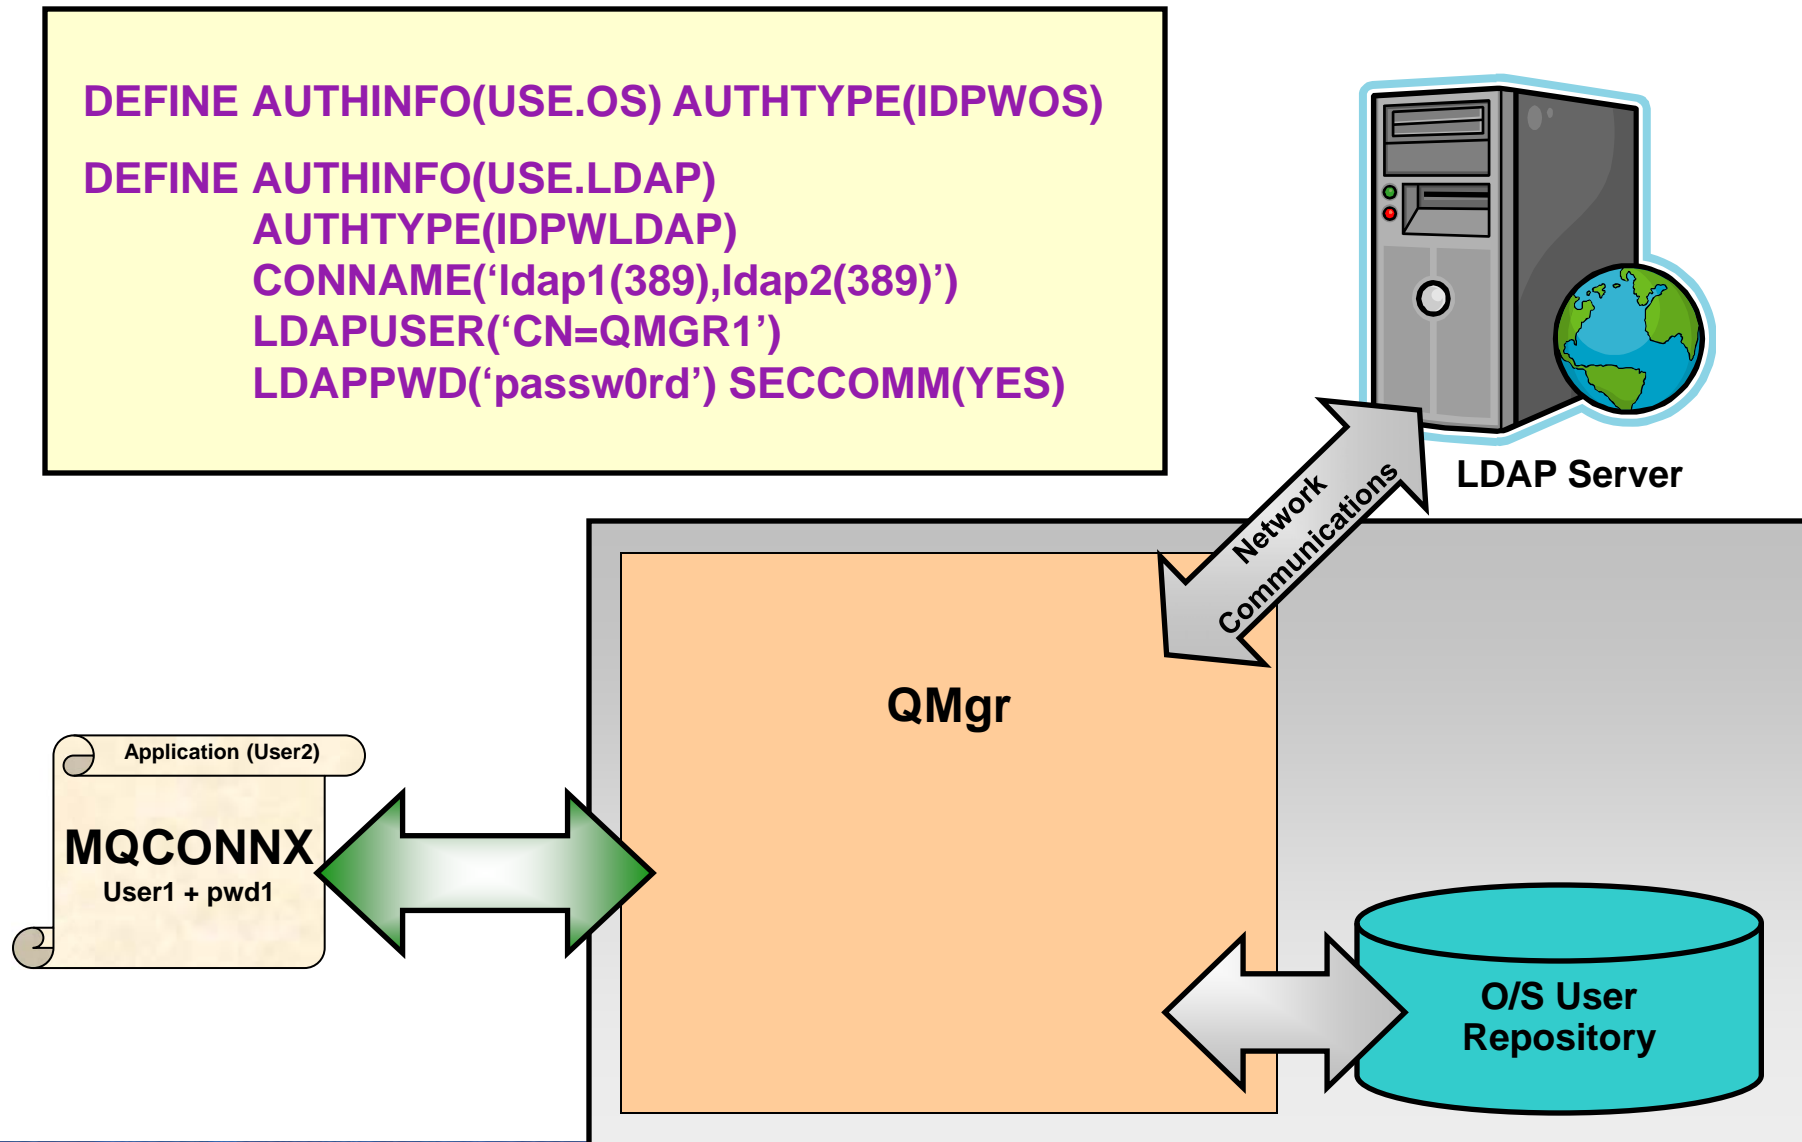 DEFINE AUTHINFO(USE.OS) AUTHTYPE(IDPWOS)
DEFINE AUTHINFO(USE.LDAP)
AUTHTYPE(IDPWLDAP)
CONNAME(‘ldap1(389),ldap2(389)’)
LDAPUSER(‘CN=QMGR1’)
LDAPPWD(‘passw0rd’) SECCOMM(YES)
LDAP Server
Network
Communications
QMgr
Application (User2)
MQCONNX
User1 + pwd1
O/S User
Repository